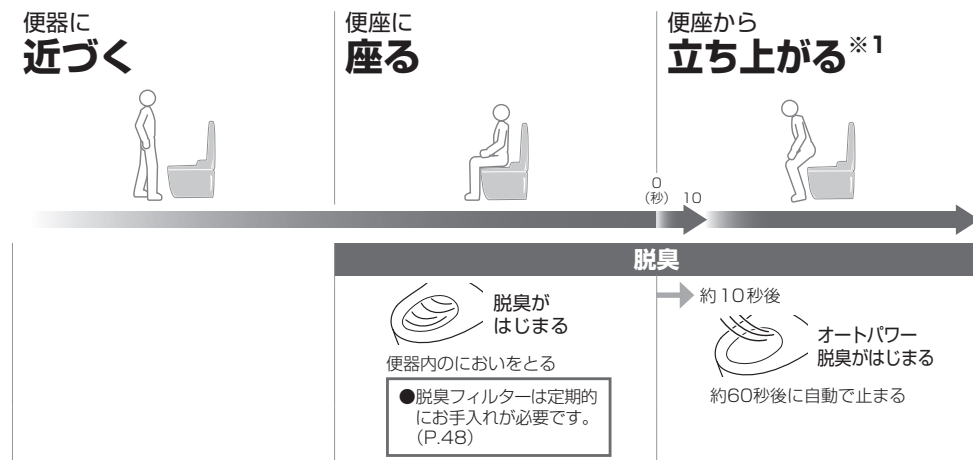 便器に
近づく
便座に
座る
便座から
立ち上がる※1
0
(秒) 10
脱臭
脱臭が
はじまる
便器内のにおいをとる
●脱臭フィルターは定期的
にお手入れが必要です。
(P.48)
約10秒後
オートパワー
脱臭がはじまる
約60秒後に自動で止まる